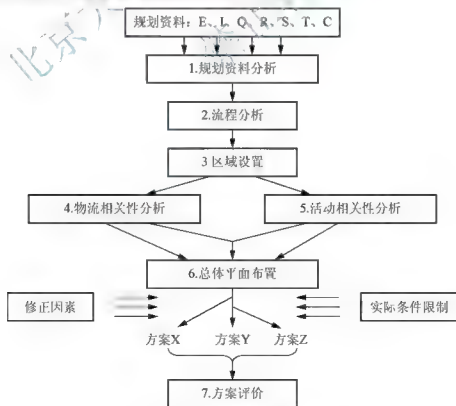 规划资料：E、I、Q、R、S、T、C
1.规划资料分析
2.流程分析
3 区域设置
4.物流相关性分析
5.活动相关性分析
6.总体平面布置
修正因素
实际条件限制
方案X
方案Y
方案Z
7.方案评价
北京